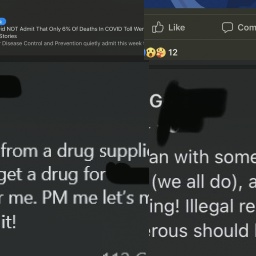 id NOT Admit That Only 6% of Deaths In COVID Toll Wer
Stories
Disease Control and Prevention quietly admit this week
from a drug supplie
get a drug for
r me. PM me let's m
it!
Like
Com
12
G
an with some
(we all do), a
ing! Illegal re
erous should